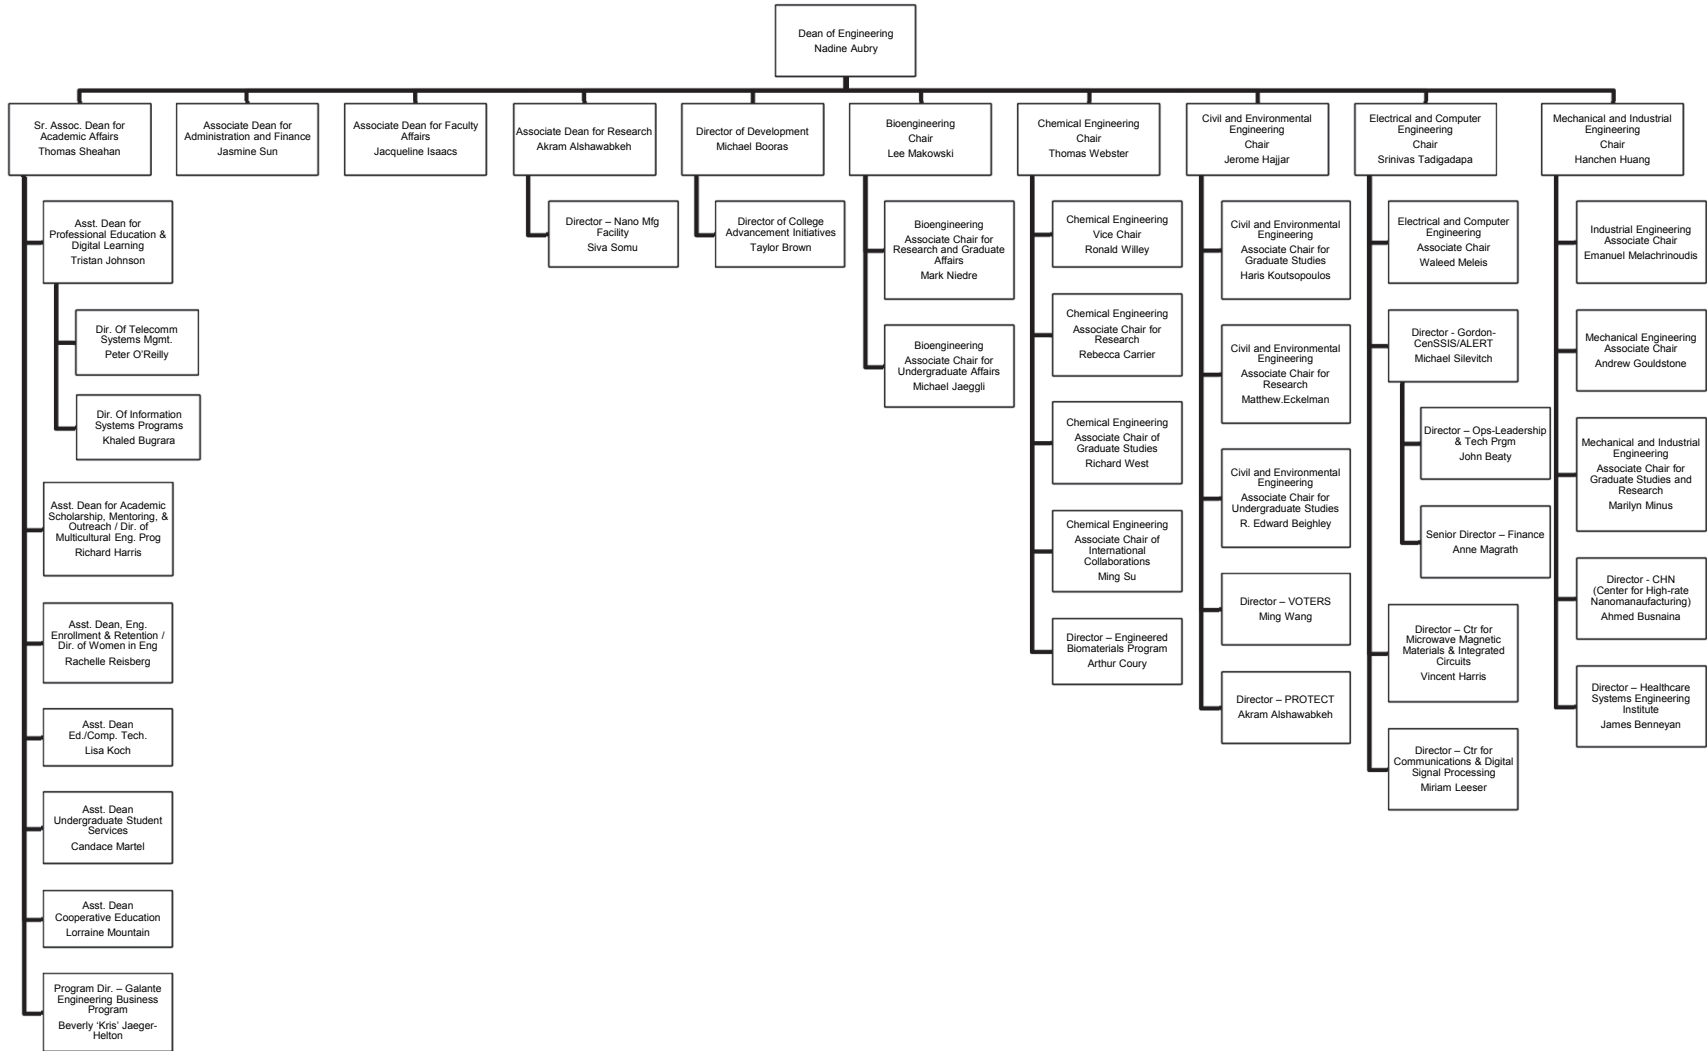 Dean of Engineering
Nadine Aubry
Sr. Assoc. Dean for
Academic Affairs
Thomas Sheahan
Associate Dean for
Administration and Finance
Jasmine Sun
Associate Dean for Faculty
Affairs
Jacqueline Isaacs
Associate Dean for Research
Akram Alshawabkeh
Director of Development
Michael Booras
Bioengineering
Chair
Lee Makowski
Chemical Engineering
Chair
Thomas Webster
Civil and Environmental
Engineering
Chair
Jerome Hajjar
Electrical and Computer
Engineering
Chair
Srinivas Tadigadapa
Mechanical and Industrial
Engineering
Chair
Hanchen Huang
Asst. Dean for
Professional Education &
Digital Learning
Tristan Johnson
Dir. Of Telecomm
Systems Mgmt.
Peter O'Reilly
Dir. Of Information
Systems Programs
Khaled Bugrara
Asst. Dean for Academic
Scholarship, Mentoring, &
Outreach / Dir. of
Multicultural Eng. Prog
Richard Harris
Asst. Dean, Eng.
Enrollment & Retention /
Dir. of Women in Eng
Rachelle Reisberg
Asst. Dean
Ed./Comp. Tech.
Lisa Koch
Asst. Dean
Undergraduate Student
Services
Candace Martel
Asst. Dean
Cooperative Education
Lorraine Mountain
Program Dir. – Galante
Engineering Business
Program
Beverly 'Kris' Jaeger-
Helton
Director – Nano Mfg
Facility
Siva Somu
Director of College
Advancement Initiatives
Taylor Brown
Bioengineering
Associate Chair for
Research and Graduate
Affairs
Mark Niedre
Bioengineering
Associate Chair for
Undergraduate Affairs
Michael Jaeggli
Chemical Engineering
Vice Chair
Ronald Willey
Chemical Engineering
Associate Chair for
Research
Rebecca Carrier
Chemical Engineering
Associate Chair of
Graduate Studies
Richard West
Chemical Engineering
Associate Chair of
International
Collaborations
Ming Su
Director – Engineered
Biomaterials Program
Arthur Coury
Civil and Environmental
Engineering
Associate Chair for
Graduate Studies
Haris Koutsopoulos
Civil and Environmental
Engineering
Associate Chair for
Research
Matthew.Eckelman
Civil and Environmental
Engineering
Associate Chair for
Undergraduate Studies
R. Edward Beighley
Director – VOTERS
Ming Wang
Director – PROTECT
Akram Alshawabkeh
Electrical and Computer
Engineering
Associate Chair
Waleed Meleis
Director - Gordon-
CenSSIS/ALERT
Michael Silevitch
Director – Ops-Leadership
& Tech Prgm
John Beaty
Senior Director – Finance
Anne Magrath
Director – Ctr for
Microwave Magnetic
Materials & Integrated
Circuits
Vincent Harris
Director – Ctr for
Communications & Digital
Signal Processing
Miriam Leeser
Industrial Engineering
Associate Chair
Emanuel Melachrinoudis
Mechanical Engineering
Associate Chair
Andrew Gouldstone
Mechanical and Industrial
Engineering
Associate Chair for
Graduate Studies and
Research
Marilyn Minus
Director - CHN
(Center for High-rate
Nanomanaufacturing)
Ahmed Busnaina
Director – Healthcare
Systems Engineering
Institute
James Benneyan